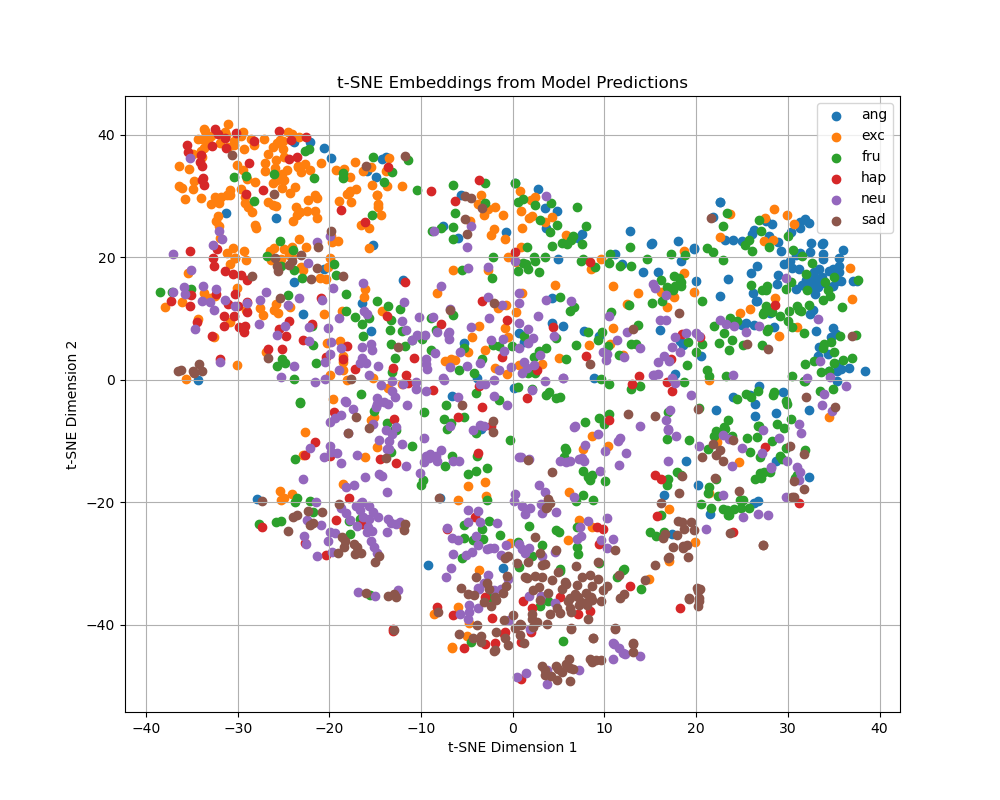 t-SNE Embeddings from Model Predictions
ang
exc
fru
hap
neu
sad
40
20
0
−20
−40
t-SNE Dimension 2
−40 −30 −20 −10 0 10 20 30 40
t-SNE Dimension 1